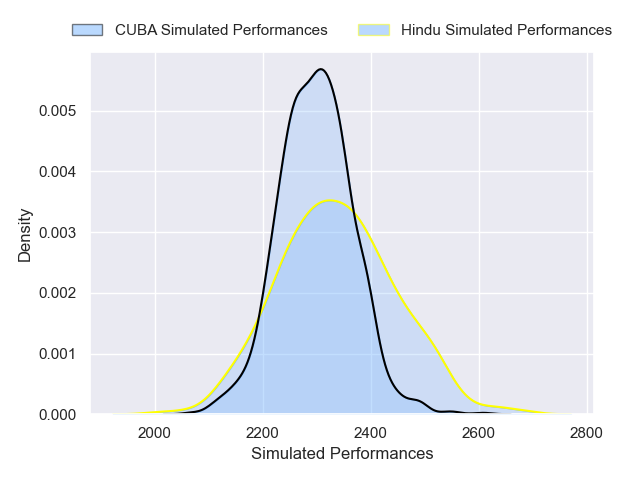 CUBA Simulated Performances
Hindu Simulated Performances
0.005
0.004
0.003
0.002
0.001
0.000
Density
2000
2200
2400
2600
2800
Simulated Performances